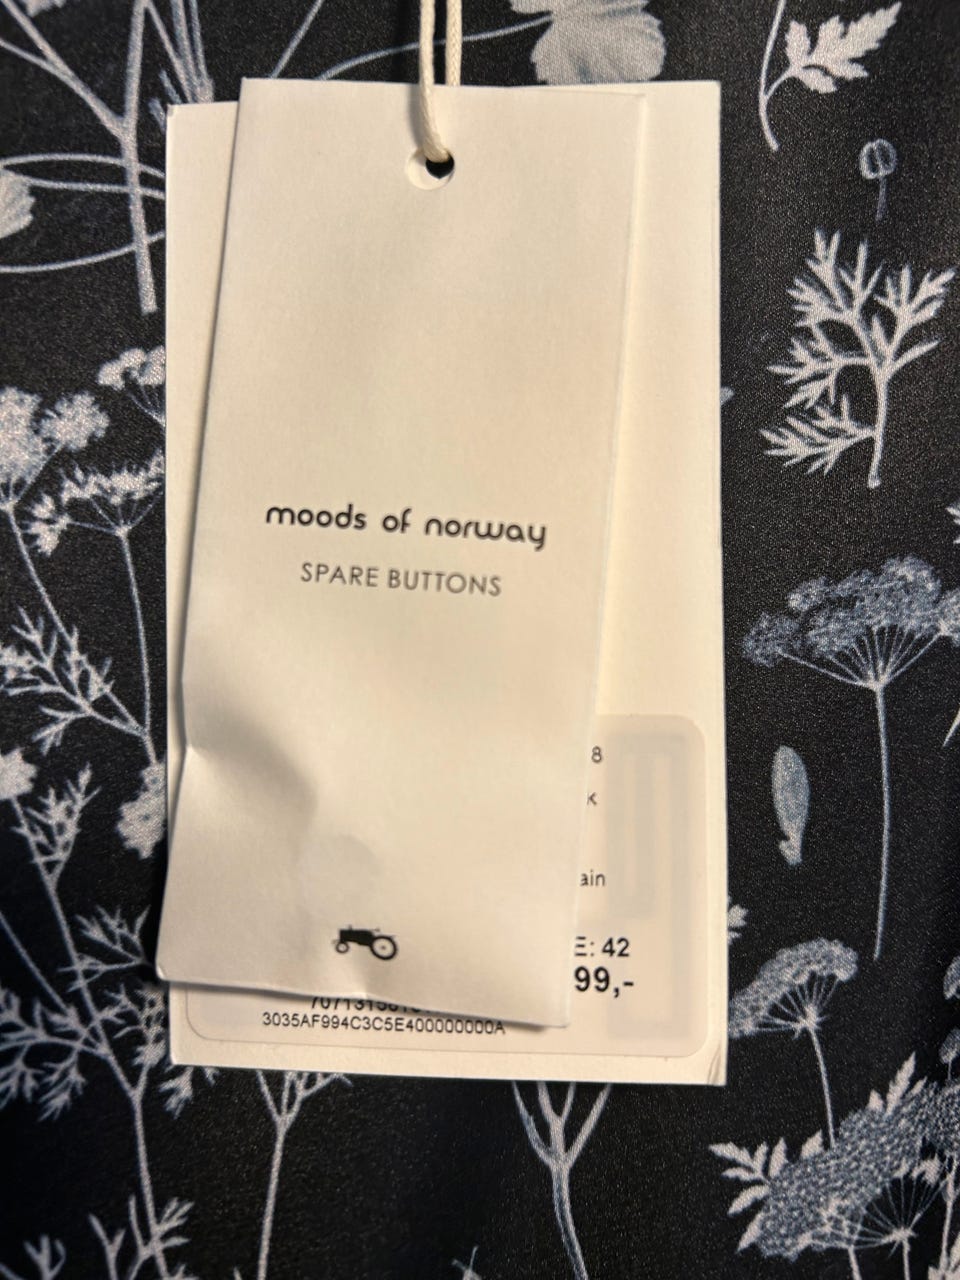 moods of norway
SPARE BUTTONS
8
k
ain
E: 42
99,-
3035AF994C3C5E400000000A